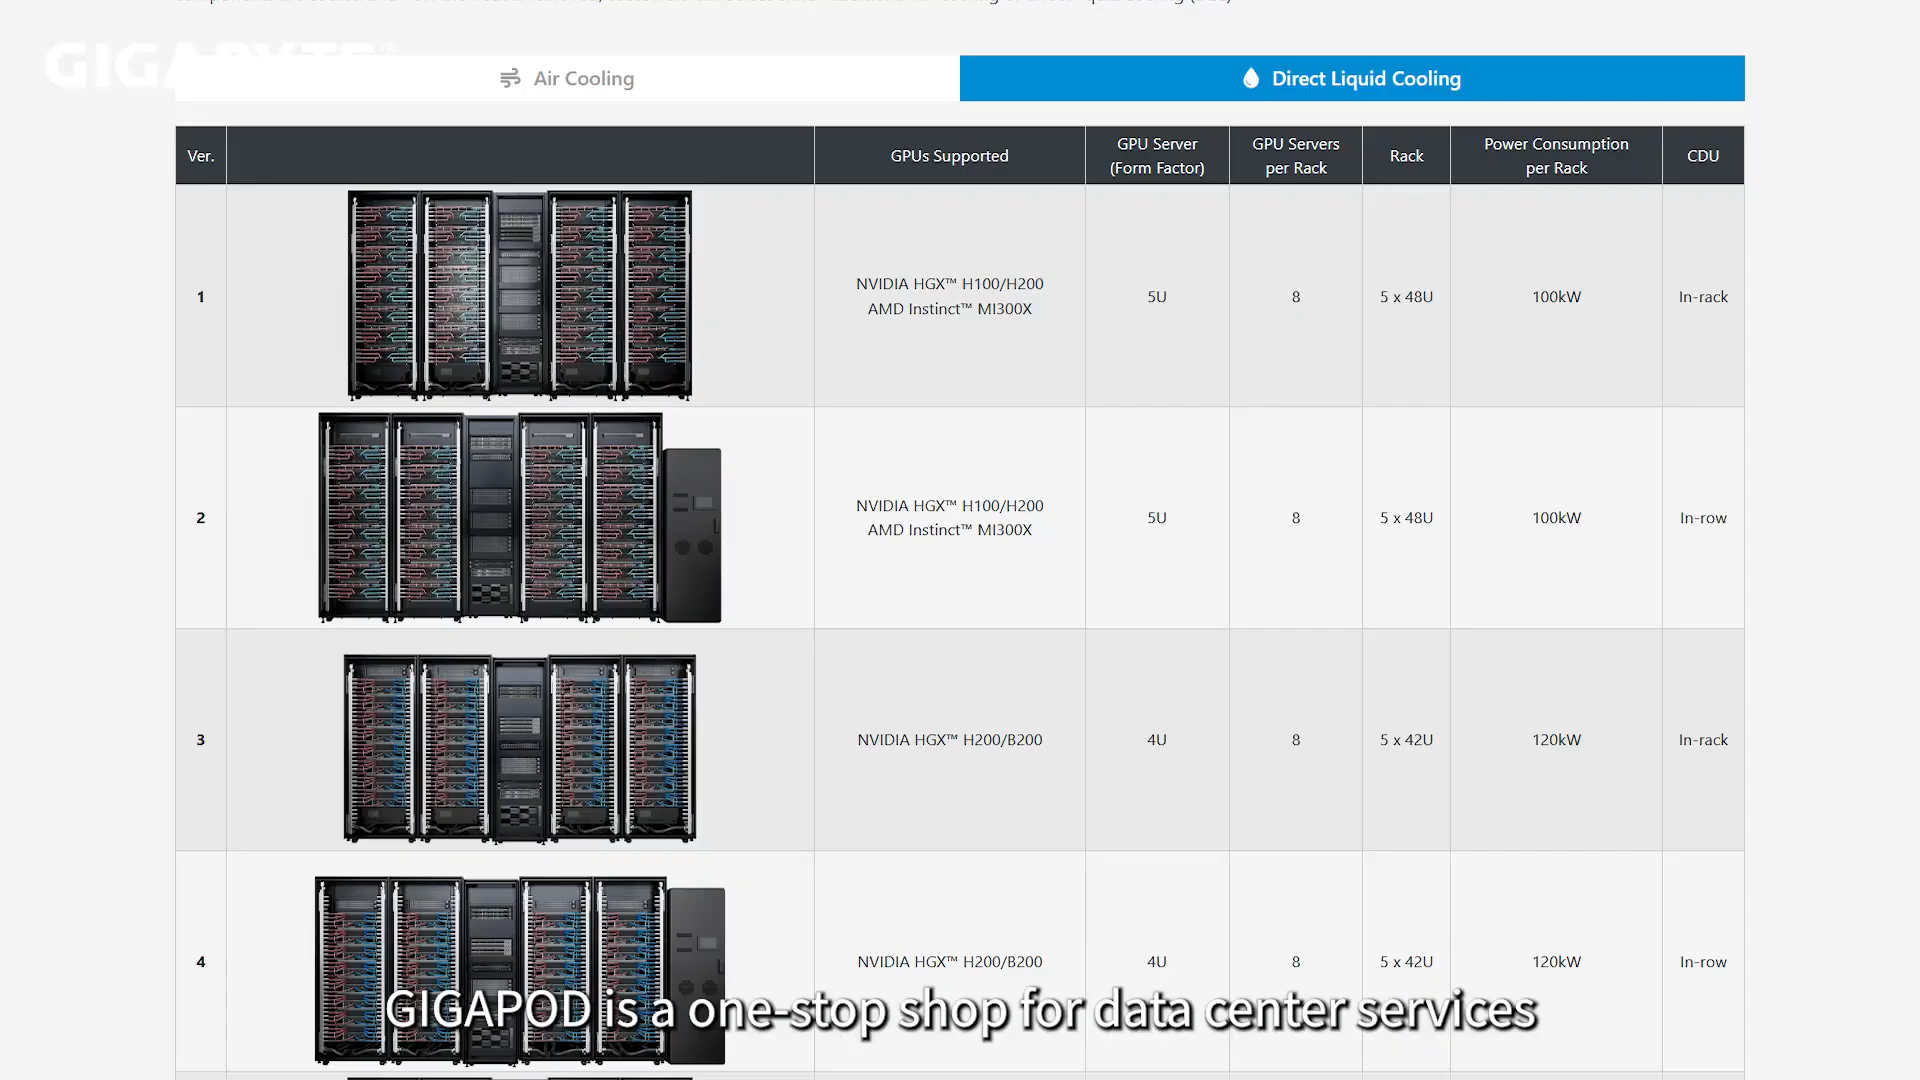 GIGABYTE
Air Cooling
Direct Liquid Cooling
Ver.
GPUs Supported
GPU Server
(Form Factor)
GPU Servers
per Rack
Rack
Power Consumption
per Rack
CDU
1
NVIDIA HGX™ H100/H200
AMD Instinct™ MI300X
5U
8
5 x 48U
100kW
In-rack
2
NVIDIA HGX™ H100/H200
AMD Instinct™ MI300X
5U
8
5 x 48U
100kW
In-row
3
NVIDIA HGX™ H200/B200
4U
8
5 x 42U
120kW
In-rack
4
NVIDIA HGX™ H200/B200
4U
8
5 x 42U
120kW
In-row
GIGAPOD is a one-stop shop for data center services